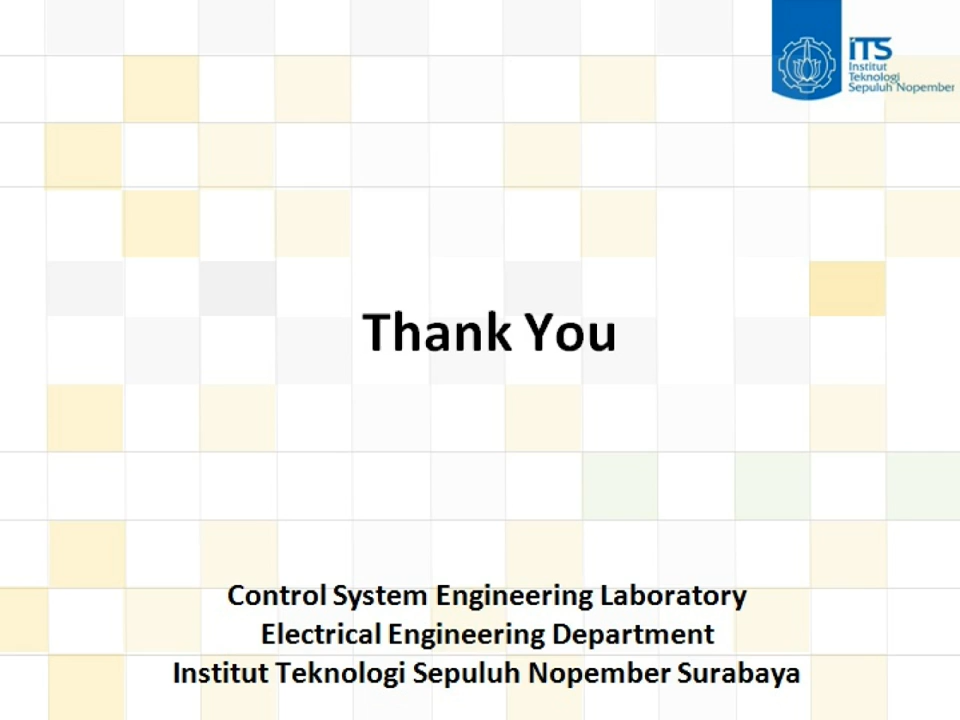 iTS
Institut
Teknologi
Sepuluh Nopember
Thank You
Control System Engineering Laboratory
Electrical Engineering Department
Institut Teknologi Sepuluh Nopember Surabaya